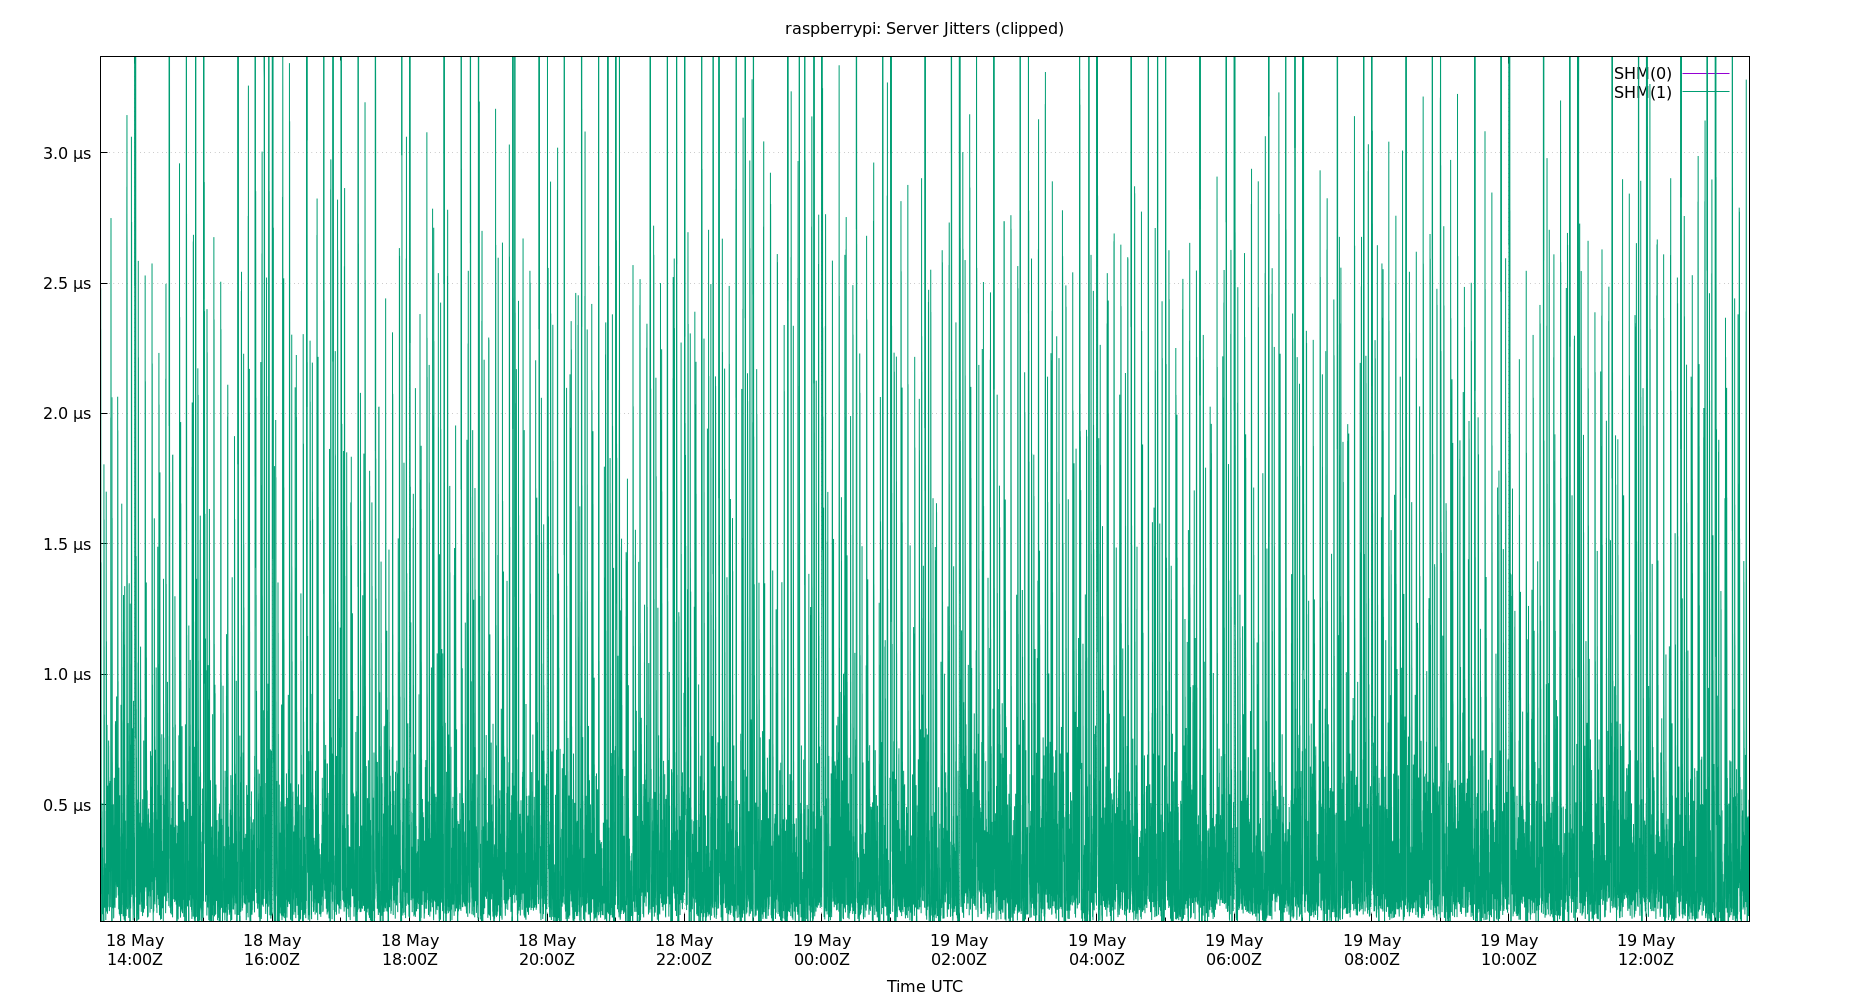 raspberrypi: Server Jitters (clipped)
SHM(0)
SHM(1)
3.0 µs
2.5 µs
2.0 µs
1.5 µs
1.0 µs
0.5 µs
18 May 18 May 18 May 18 May 18 May 19 May 19 May 19 May 19 May 19 May 19 May 19 May
14:00Z 16:00Z 18:00Z 20:00Z 22:00Z 00:00Z 02:00Z 04:00Z 06:00Z 08:00Z 10:00Z 12:00Z
Time UTC